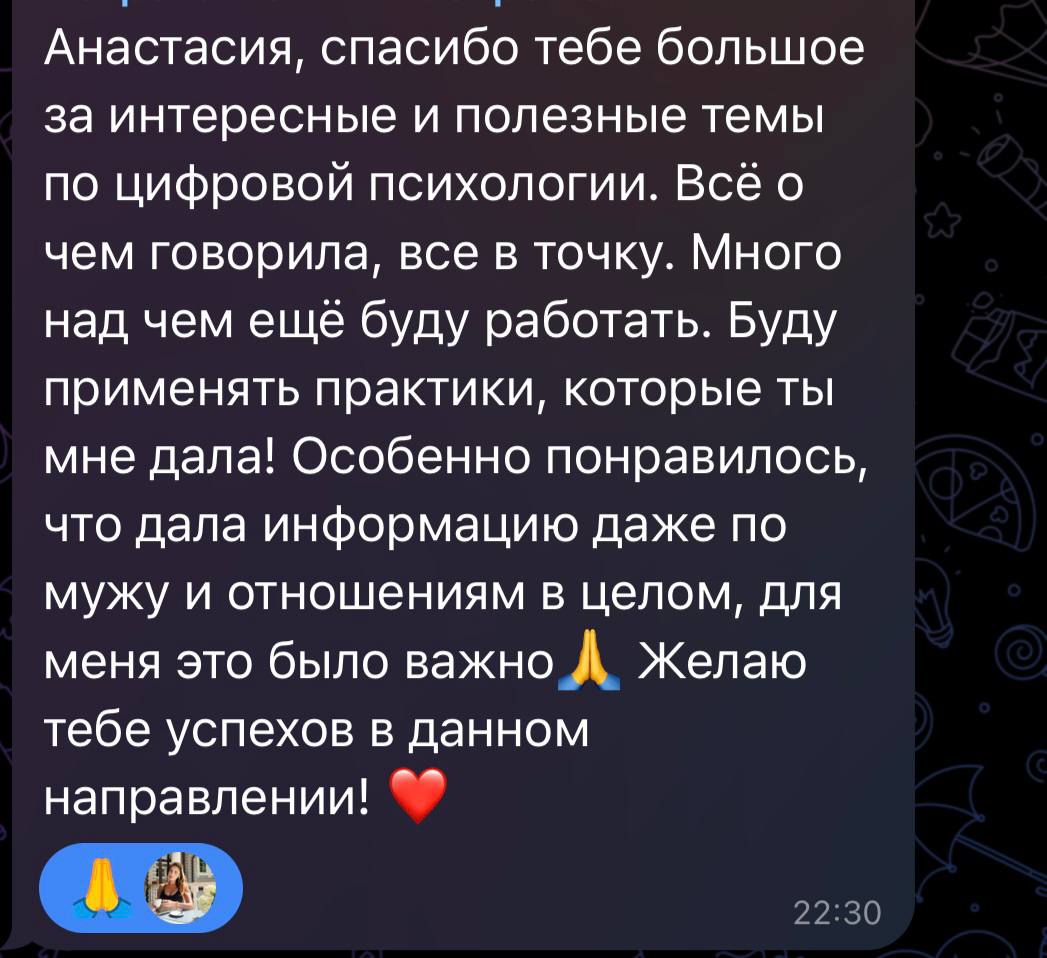 Анастасия, спасибо тебе большое
за интересные и полезные темы
по цифровой психологии. Всё о
чем говорила, все в точку. Много
над чем ещё буду работать. Буду
применять практики, которые ты
мне дала! Особенно понравилось,
что дала информацию даже по
мужу и отношениям в целом, для
меня это было важно🙏 Желаю
тебе успехов в данном
направлении! ❤️
22:30